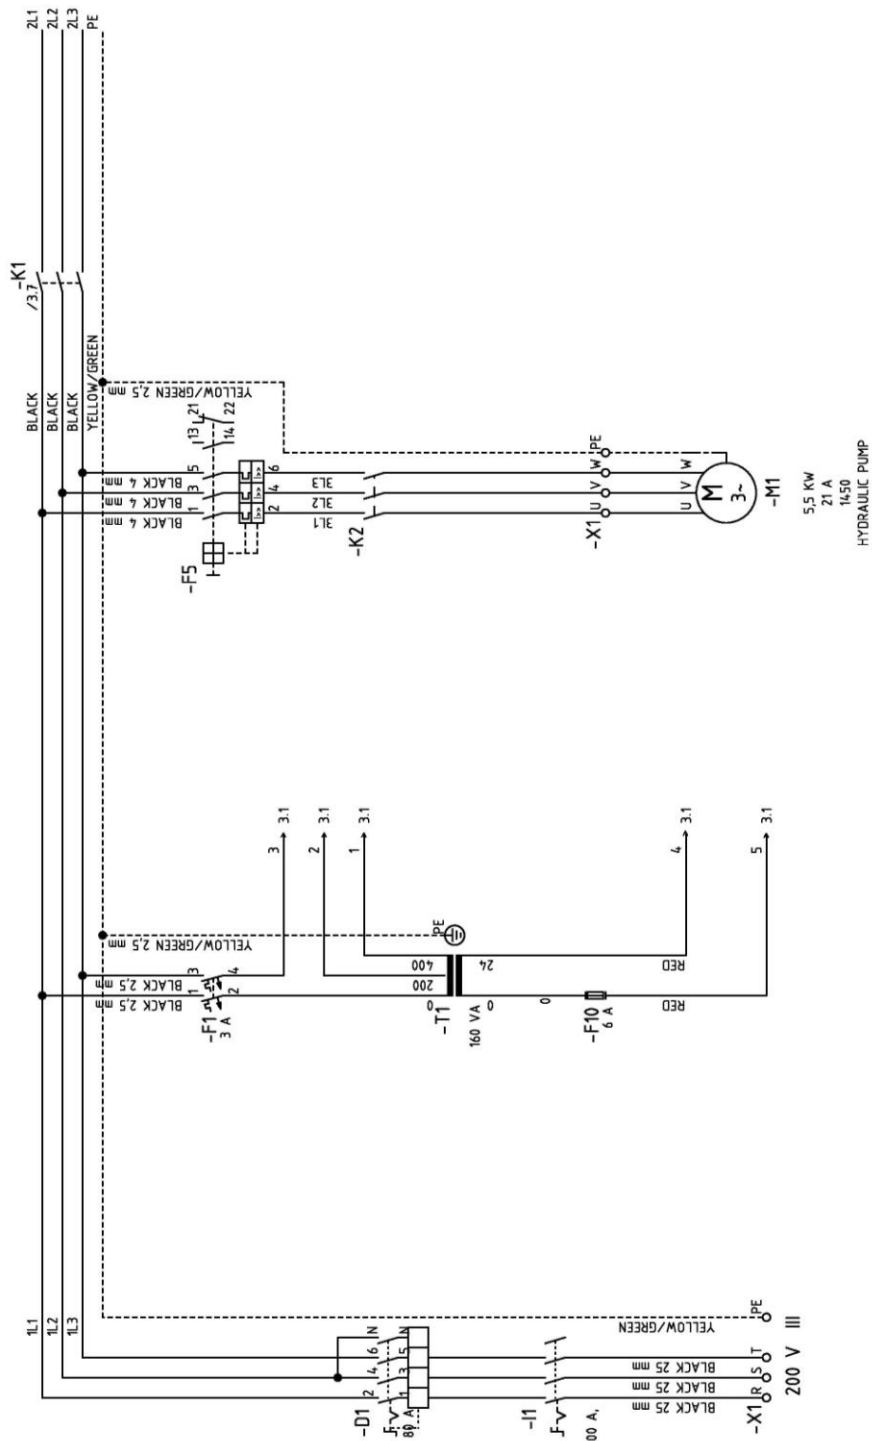 1L1
1L2
1L3
BLACK
BLACK
BLACK
YELLOW/GREEN
/3.7
-K1
2L1
2L2
2L3
PE
-D1
80 A
2
4
6
N
1
3
5
N
-I1
00 A,
BLACK 25 mm
BLACK 25 mm
BLACK 25 mm
YELLOW/GREEN
-X1
R
S
T
PE
200 V
BLACK 2,5 mm
BLACK 2,5 mm
YELLOW/GREEN 2,5 mm
-F1
3 A
1
3
2
4
3
3.1
2
3.1
1
3.1
-T1
160 VA
0
200
400
PE
0
24
0
-F10
6 A
RED
RED
4
3.1
5
3.1
BLACK 4 mm
BLACK 4 mm
BLACK 4 mm
YELLOW/GREEN 2,5 mm
-F5
1
3
5
13
21
14
22
>>
>>
>>
2
4
6
3L1
3L2
3L3
-K2
-X1
U
V
W
PE
U
V
W
M
3~
-M1
5,5 KW
21 A
1450
HYDRAULIC PUMP